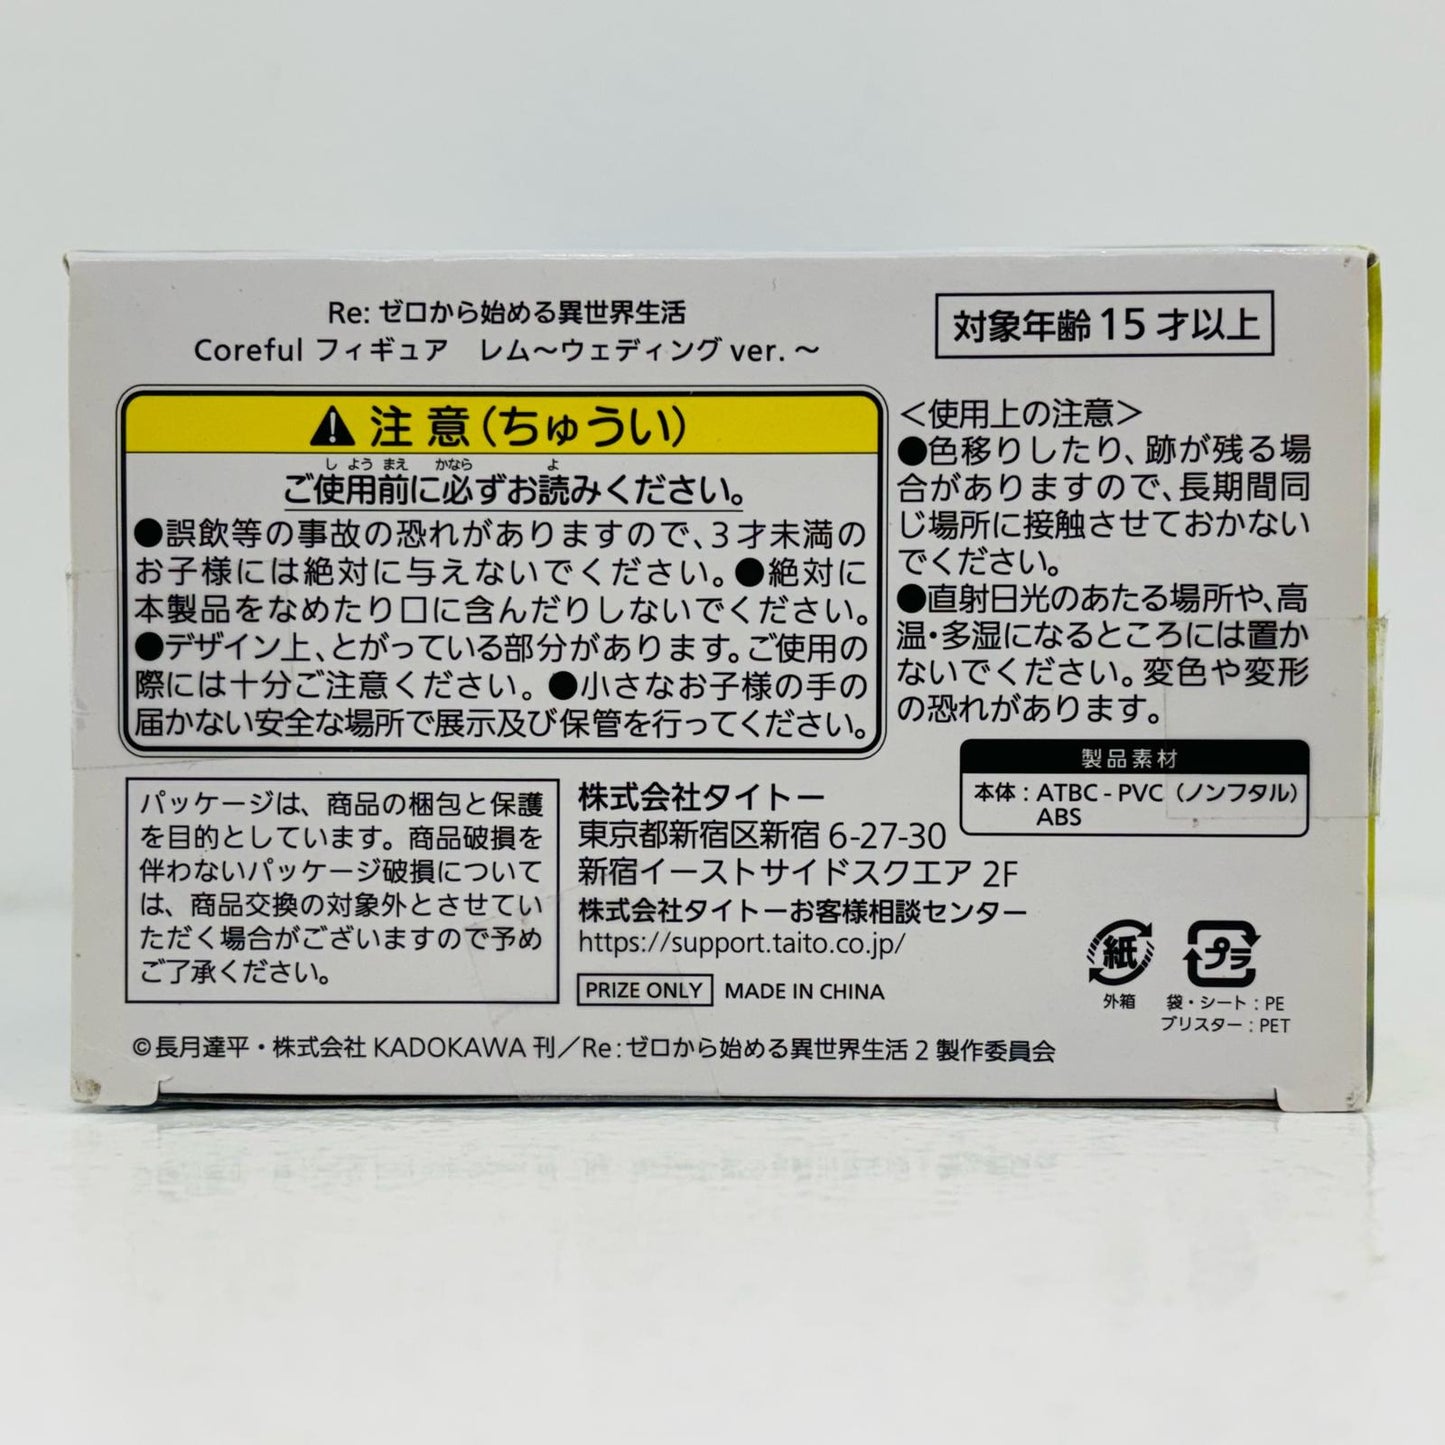 Re: ゼロから始める異世界生活
Coreful フィギュア　レム～ウェディング ver. ～
対象年齢 15 才以上
注意(ちゅうい)
ご使用前に必ずお読みください。
●誤飲等の事故の恐れがありますので、3才未満の
お子様には絶対に与えないでください。●絶対に
本製品をなめたり口に含んだりしないでください。
●デザイン上、とがっている部分があります。ご使用の
際には十分ご注意ください。●小さなお子様の手の
届かない安全な場所で展示及び保管を行ってください。
＜使用上の注意＞
●色移りしたり、跡が残る場
合がありますので、長期間同
じ場所に接触させておかない
でください。
●直射日光のあたる場所や、高
温・多湿になるところには置か
ないでください。変色や変形
の恐れがあります。
製品素材
本体 : ATBC - PVC（ノンフタル）
ABS
パッケージは、商品の梱包と保護
を目的としています。商品破損を
伴わないパッケージ破損について
は、商品交換の対象外とさせてい
ただく場合がございますので予め
ご了承ください。
株式会社タイトー
東京都新宿区新宿 6-27-30
新宿イーストサイドスクエア 2F
株式会社タイトーお客様相談センター
https://support.taito.co.jp/
PRIZE ONLY MADE IN CHINA
紙
外箱
プラ
袋・シート : PE
ブリスター : PET
©長月達平・株式会社 KADOKAWA 刊／Re : ゼロから始める異世界生活 2 製作委員会